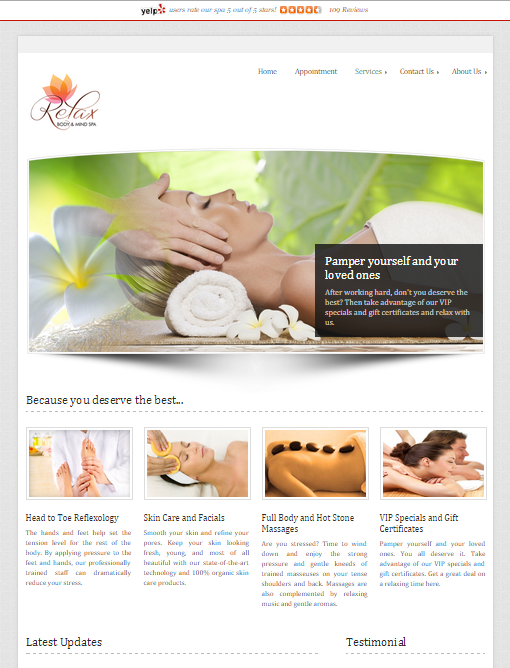 yelp users rate our spa 5 out of 5 stars! 109 Reviews
Home Appointment Services Contact Us About Us
Relax
BODY & MIND SPA
Pamper yourself and your
loved ones
After working hard, don't you deserve the
best? Then take advantage of our VIP
specials and gift certificates and relax with
us.
Because you deserve the best...
Head to Toe Reflexology
The hands and feet help set the
tension level for the rest of the
body. By applying pressure to the
feet and hands, our professionally
trained staff can dramatically
reduce your stress.
Skin Care and Facials
Smooth your skin and refine your
pores. Keep your skin looking
fresh, young, and most of all
beautiful with our state-of-the-art
technology and 100% organic skin
care products.
Full Body and Hot Stone
Massages
Are you stressed? Time to wind
down and enjoy the strong
pressure and gentle kneeds of
trained masseuses on your tense
shoulders and back. Massages are
also complemented by relaxing
music and gentle aromas.
VIP Specials and Gift
Certificates
Pamper yourself and your loved
ones. You all deserve it. Take
advantage of our VIP specials and
gift certificates. Get a great deal on
a relaxing time here.
Latest Updates
Testimonial